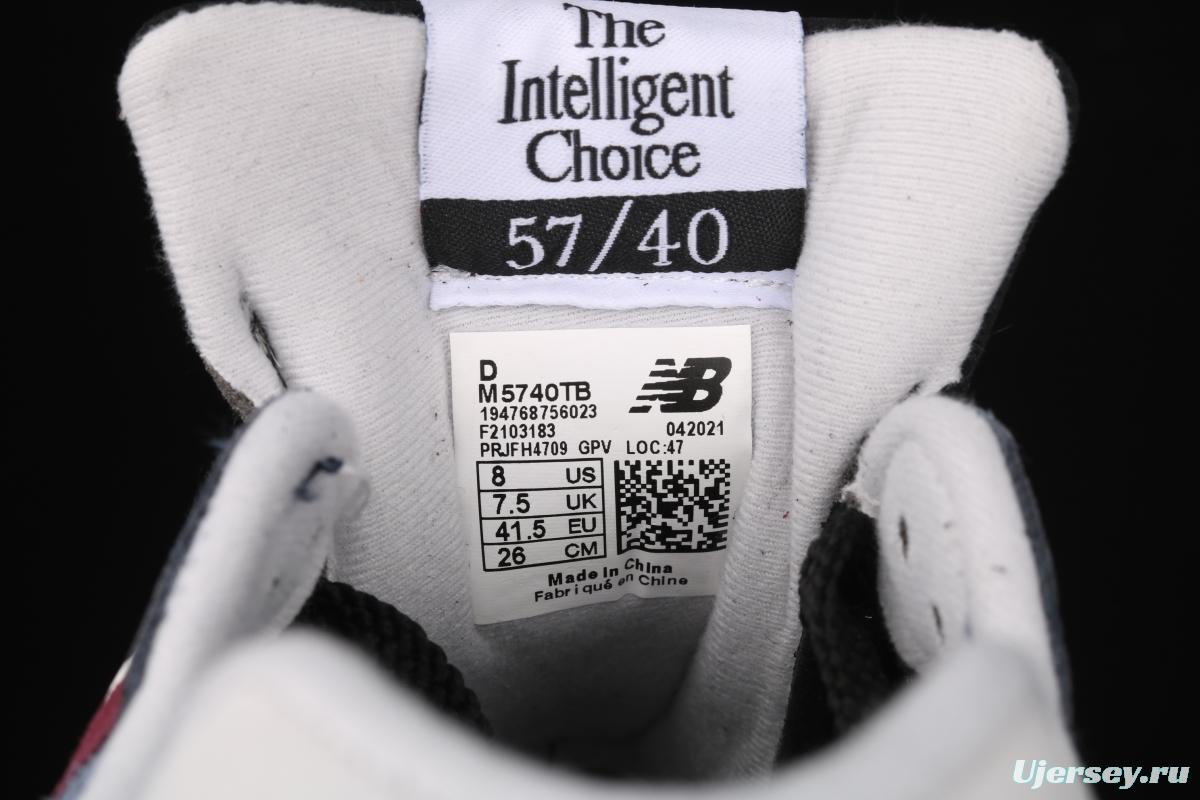 The
Intelligent
Choice
57/40
D
M5740TB
NB
194768756023
F2103183 042021
PRJFH4709 GPV LOC:47
8 US
7.5 UK
41.5 EU
26 CM
Made in China
Fabriqué en Chine
Ujersey.ru